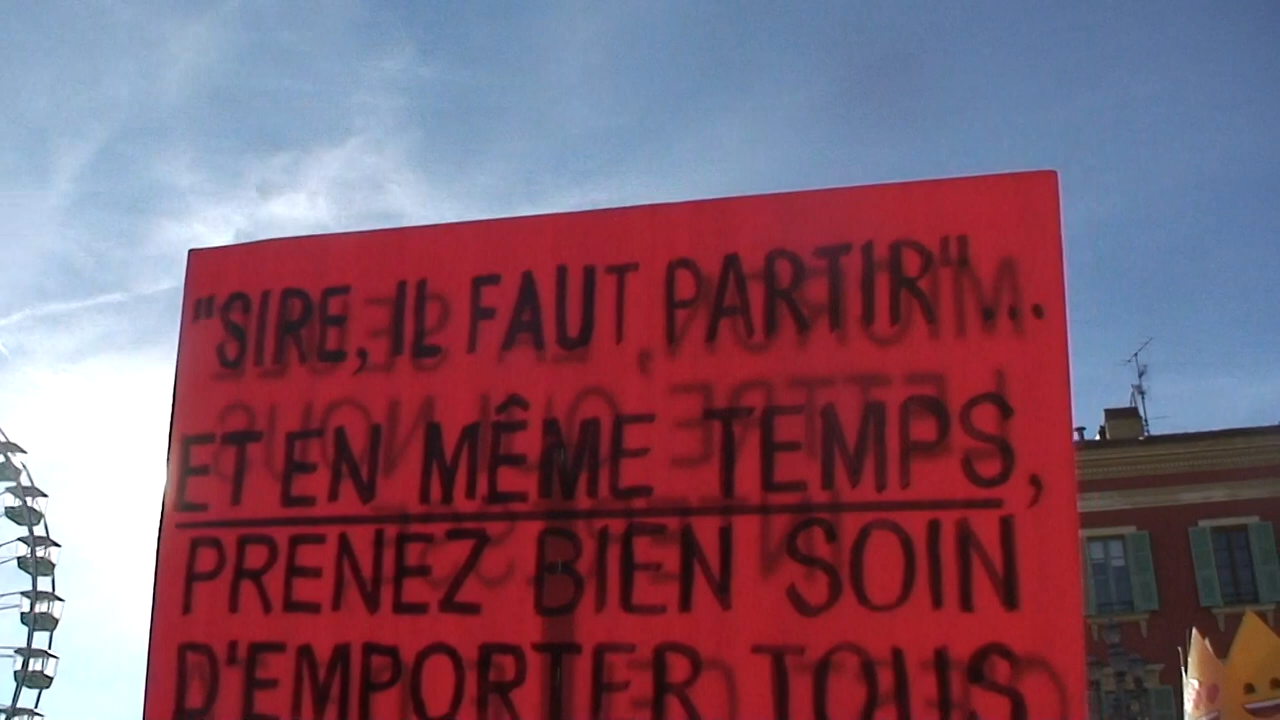 "SIRE, IL FAUT PARTIR"...
ET EN MÊME TEMPS,
PRENEZ BIEN SOIN
D'EMPORTER TOUS